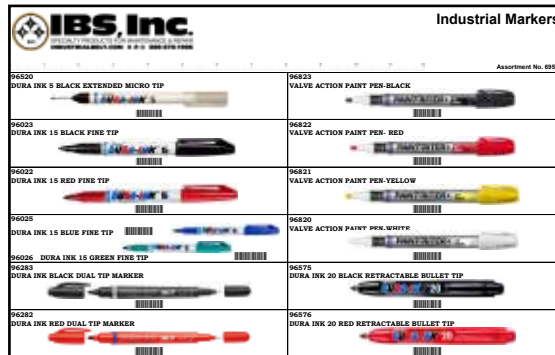 IBS, Inc.
SPECIALTY PRODUCTS FOR MAINTENANCE & REPAIR
Industrial Markers
Assortment No. 695
96520
DURA INK 5 BLACK EXTENDED MICRO TIP
96023
DURA INK 15 BLACK FINE TIP
96022
DURA INK 15 RED FINE TIP
96025
DURA INK 15 BLUE FINE TIP
96026 DURA INK 15 GREEN FINE TIP
96283
DURA INK BLACK DUAL TIP MARKER
96282
DURA INK RED DUAL TIP MARKER
96823
VALVE ACTION PAINT PEN-BLACK
96822
VALVE ACTION PAINT PEN- RED
96821
VALVE ACTION PAINT PEN-YELLOW
96820
VALVE ACTION PAINT PEN-WHITE
96575
DURA INK 20 BLACK RETRACTABLE BULLET TIP
96576
DURA INK 20 RED RETRACTABLE BULLET TIP